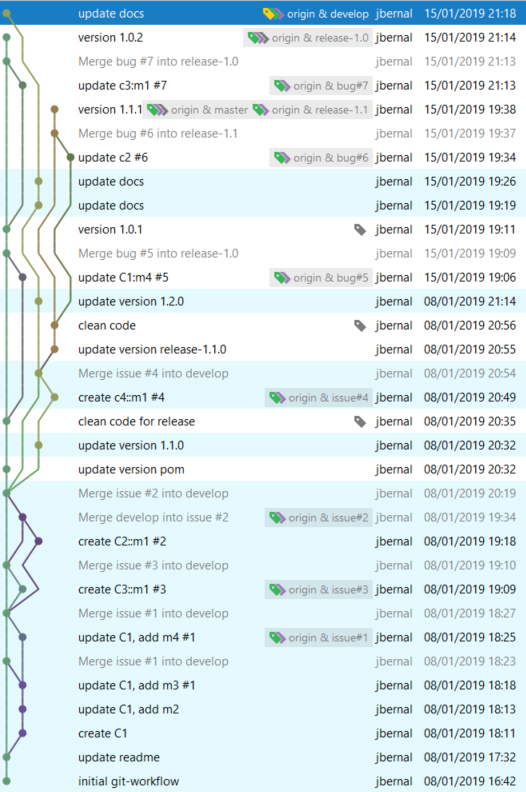 update docs origin & develop jbernal 15/01/2019 21:18
version 1.0.2 origin & release-1.0 jbernal 15/01/2019 21:14
Merge bug #7 into release-1.0 jbernal 15/01/2019 21:13
update c3:m1 #7 origin & bug#7 jbernal 15/01/2019 21:13
version 1.1.1 origin & master origin & release-1.1 jbernal 15/01/2019 19:38
Merge bug #6 into release-1.1 jbernal 15/01/2019 19:37
update c2 #6 origin & bug#6 jbernal 15/01/2019 19:34
update docs jbernal 15/01/2019 19:26
update docs jbernal 15/01/2019 19:19
version 1.0.1 jbernal 15/01/2019 19:11
Merge bug #5 into release-1.0 jbernal 15/01/2019 19:09
update C1:m4 #5 origin & bug#5 jbernal 15/01/2019 19:06
update version 1.2.0 jbernal 08/01/2019 21:14
clean code jbernal 08/01/2019 20:56
update version release-1.1.0 jbernal 08/01/2019 20:55
Merge issue #4 into develop jbernal 08/01/2019 20:54
create c4::m1 #4 origin & issue#4 jbernal 08/01/2019 20:49
clean code for release jbernal 08/01/2019 20:35
update version 1.1.0 jbernal 08/01/2019 20:32
update version pom jbernal 08/01/2019 20:32
Merge issue #2 into develop jbernal 08/01/2019 20:19
Merge develop into issue #2 origin & issue#2 jbernal 08/01/2019 19:34
create C2::m1 #2 jbernal 08/01/2019 19:18
Merge issue #3 into develop jbernal 08/01/2019 19:10
create C3::m1 #3 origin & issue#3 jbernal 08/01/2019 19:09
Merge issue #1 into develop jbernal 08/01/2019 18:27
update C1, add m4 #1 origin & issue#1 jbernal 08/01/2019 18:25
Merge issue #1 into develop jbernal 08/01/2019 18:23
update C1, add m3 #1 jbernal 08/01/2019 18:18
update C1, add m2 jbernal 08/01/2019 18:13
create C1 jbernal 08/01/2019 18:11
update readme jbernal 08/01/2019 17:32
initial git-workflow jbernal 08/01/2019 16:42